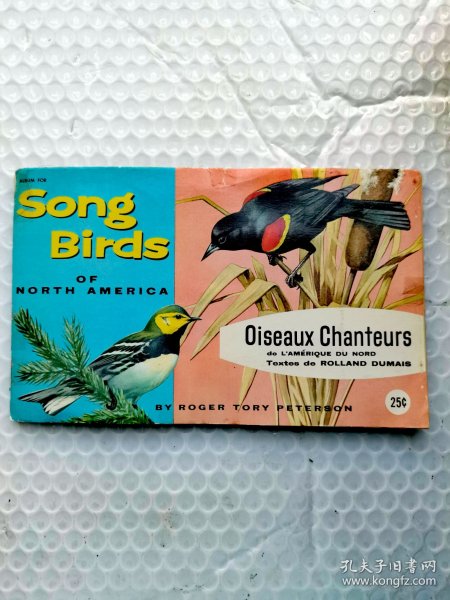 ALBUM FOR
Song
Birds
OF
NORTH AMERICA
Oiseaux Chanteurs
de L'AMÉRIQUE DU NORD
Textes de ROLLAND DUMAIS
BY ROGER TORY PETERSON
25¢
孔夫子旧书网
www.kongfz.com